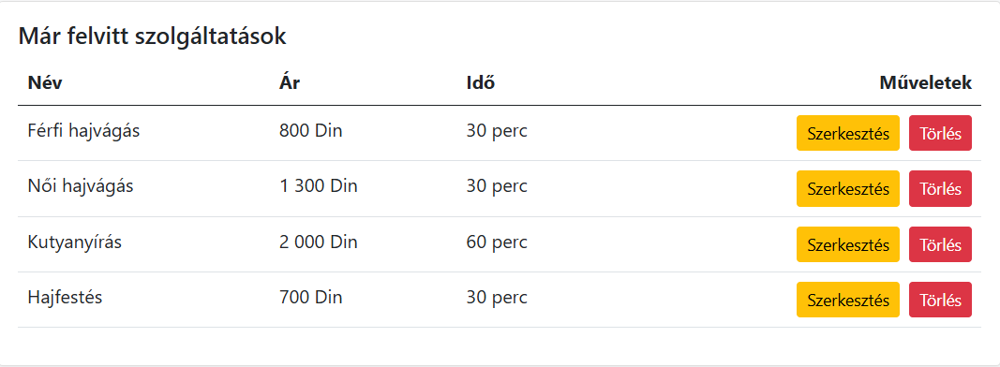 Már felvitt szolgáltatások
Név Ár Idő Műveletek
Férfi hajvágás 800 Din 30 perc Szerkesztés Törlés
Női hajvágás 1 300 Din 30 perc Szerkesztés Törlés
Kutyanyírás 2 000 Din 60 perc Szerkesztés Törlés
Hajfestés 700 Din 30 perc Szerkesztés Törlés